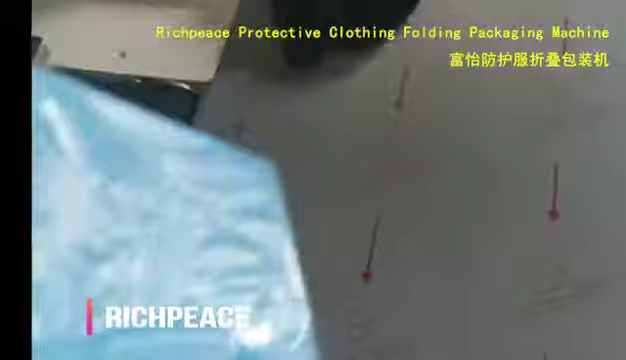 Richpeace Protective Clothing Folding Packaging Machine
富怡防护服折叠包装机
RICHPEACE